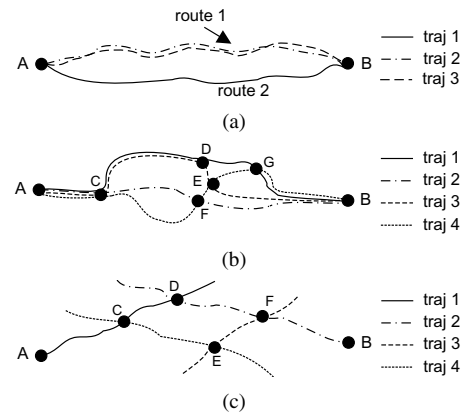 route 1
A
B
route 2
traj 1
traj 2
traj 3
(a)
D
G
A
C
E
F
B
traj 1
traj 2
traj 3
traj 4
(b)
D
C
F
A
E
B
traj 1
traj 2
traj 3
traj 4
(c)